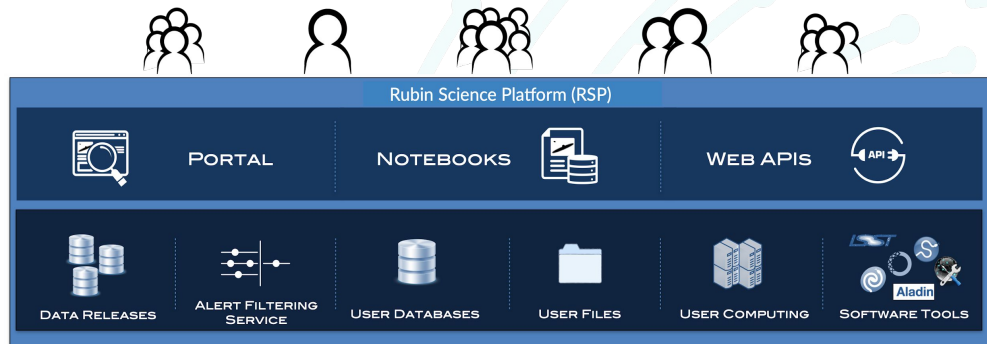 Rubin Science Platform (RSP)
PORTAL
NOTEBOOKS
WEB APIS
API
LSST
Aladin
DATA RELEASES
ALERT FILTERING
SERVICE
USER DATABASES
USER FILES
USER COMPUTING
SOFTWARE TOOLS